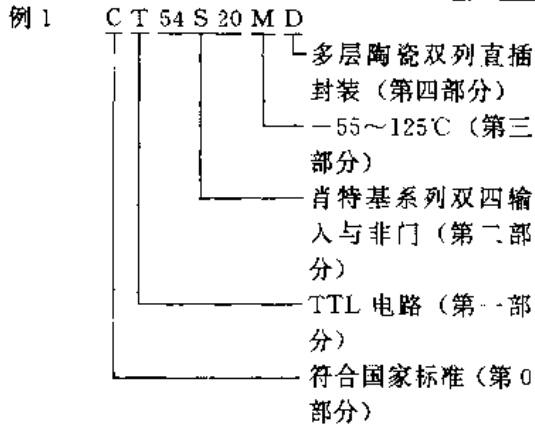 例 1 C T 54 S 20 M D
多层陶瓷双列直插
封装（第四部分）
－55～125℃（第三
部分）
肖特基系列双四输
入与非门（第二部
分）
TTL 电路（第一部
分）
符合国家标准（第 0
部分）